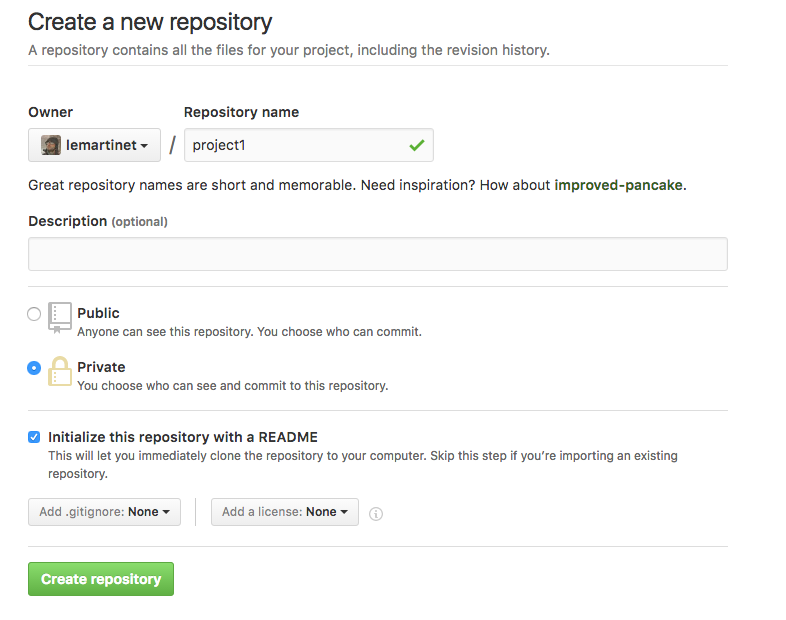 Create a new repository
A repository contains all the files for your project, including the revision history.
Owner
Repository name
lemartinet / project1
Great repository names are short and memorable. Need inspiration? How about improved-pancake.
Description (optional)
Public
Anyone can see this repository. You choose who can commit.
Private
You choose who can see and commit to this repository.
Initialize this repository with a README
This will let you immediately clone the repository to your computer. Skip this step if you’re importing an existing
repository.
Add .gitignore: None
Add a license: None
Create repository